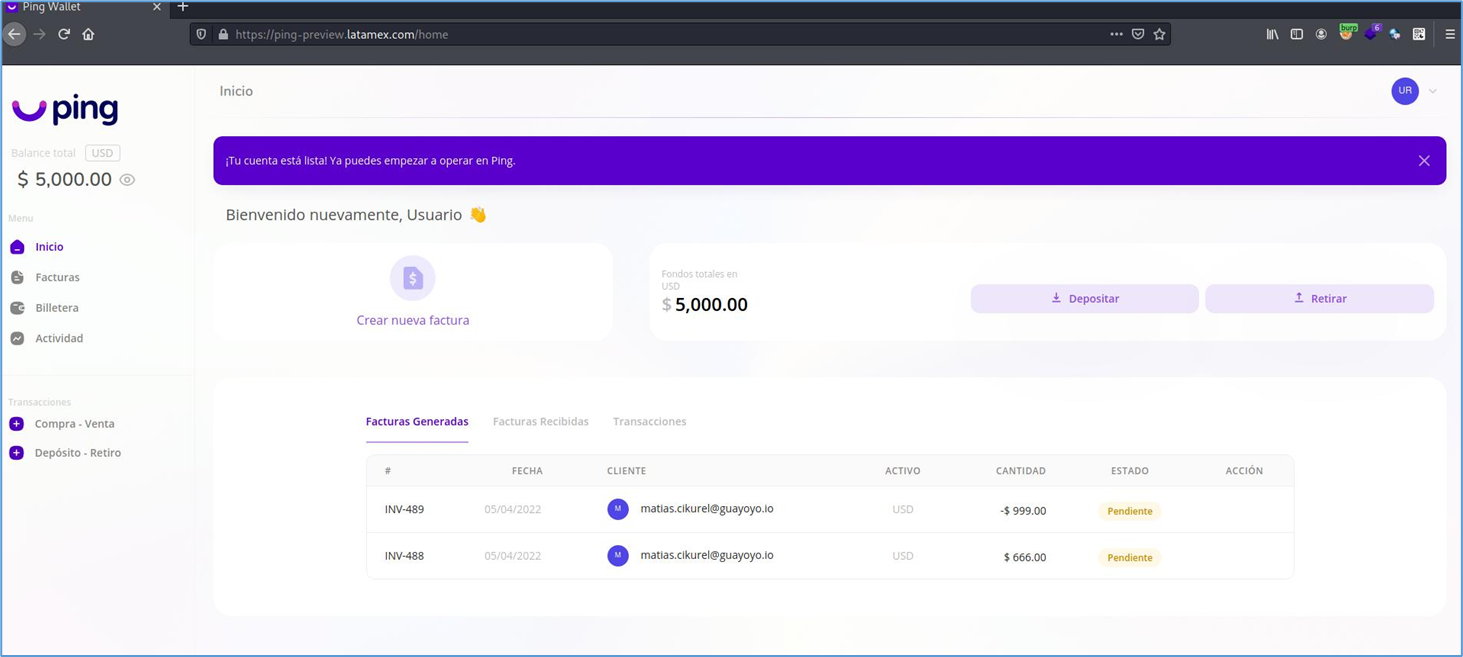 Ping Wallet
https://ping-preview.latamex.com/home
burp
6
ping
Balance total USD
$ 5,000.00
Menu
Inicio
Facturas
Billetera
Actividad
Transacciones
Compra - Venta
Depósito - Retiro
Inicio
UR
¡Tu cuenta está lista! Ya puedes empezar a operar en Ping.
Bienvenido nuevamente, Usuario 👋
$
Crear nueva factura
Fondos totales en
USD
$ 5,000.00
Depositar
Retirar
Facturas Generadas Facturas Recibidas Transacciones
# FECHA CLIENTE ACTIVO CANTIDAD ESTADO ACCIÓN
INV-489 05/04/2022 M matias.cikurel@guayoyo.io USD -$ 999.00 Pendiente
INV-488 05/04/2022 M matias.cikurel@guayoyo.io USD $ 666.00 Pendiente